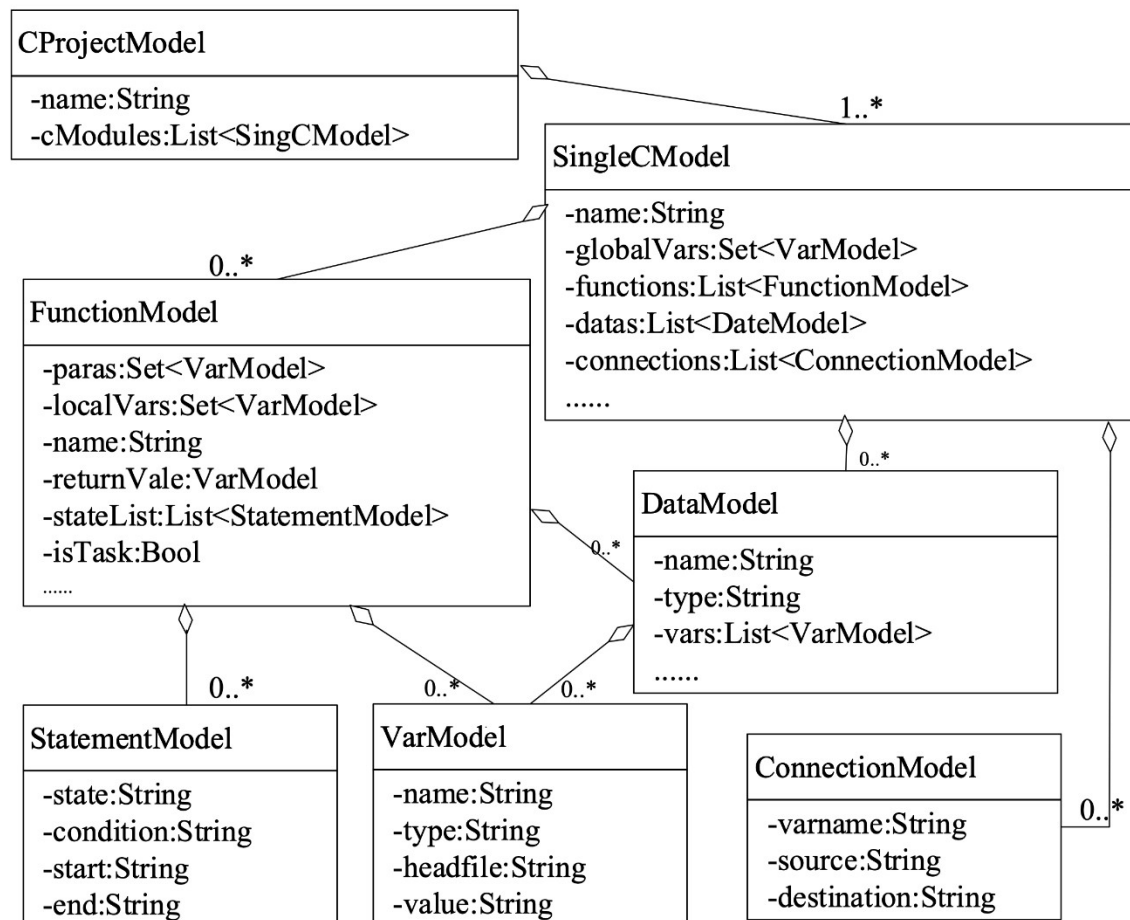 CProjectModel
-name:String
-cModules:List<SingCModel>
1..*
SingleCModel
-name:String
-globalVars:Set<VarModel>
-functions:List<FunctionModel>
-datas:List<DateModel>
-connections:List<ConnectionModel>
......
0..*
FunctionModel
-paras:Set<VarModel>
-localVars:Set<VarModel>
-name:String
-returnVale:VarModel
-stateList:List<StatementModel>
-isTask:Bool
......
0..*
DataModel
-name:String
-type:String
-vars:List<VarModel>
......
0..*
0..*
0..*
0..*
StatementModel
-state:String
-condition:String
-start:String
-end:String
VarModel
-name:String
-type:String
-headfile:String
-value:String
ConnectionModel
-varname:String
-source:String
-destination:String
0..*